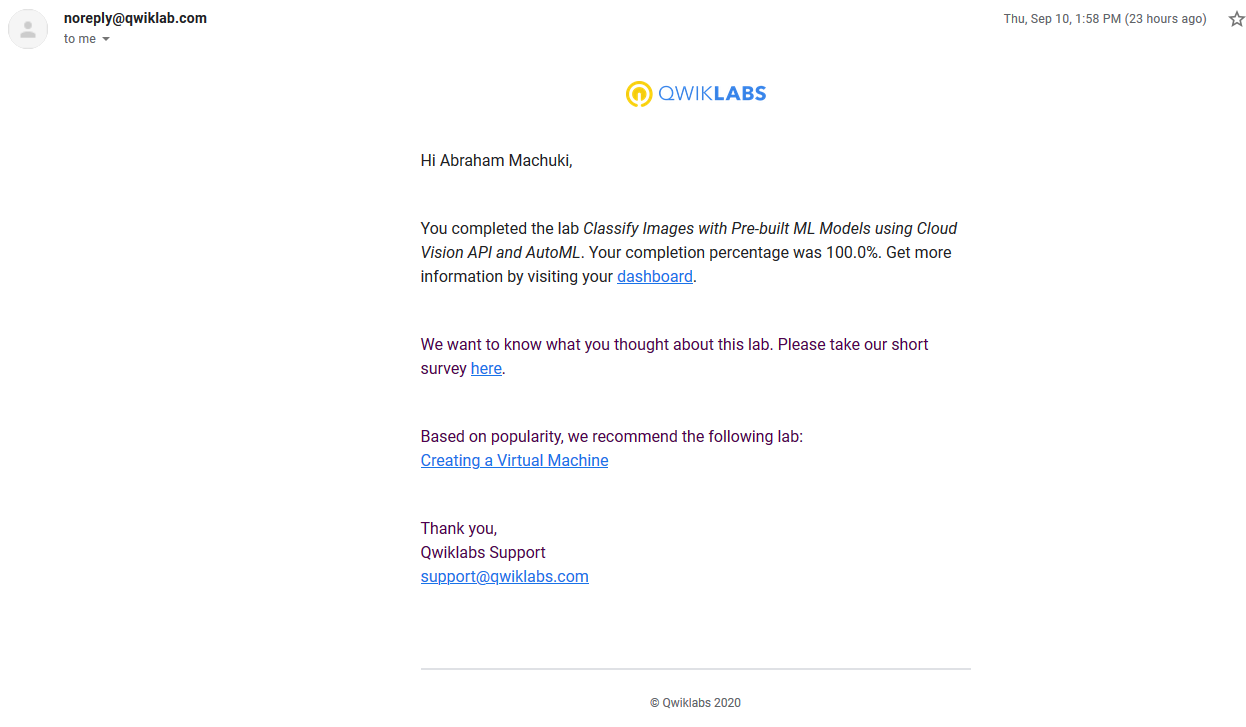 noreply@qwiklab.com
Thu, Sep 10, 1:58 PM (23 hours ago)
to me
QWIKLABS
Hi Abraham Machuki,
You completed the lab Classify Images with Pre-built ML Models using Cloud
Vision API and AutoML. Your completion percentage was 100.0%. Get more
information by visiting your dashboard.
We want to know what you thought about this lab. Please take our short
survey here.
Based on popularity, we recommend the following lab:
Creating a Virtual Machine
Thank you,
Qwiklabs Support
support@qwiklabs.com
© Qwiklabs 2020